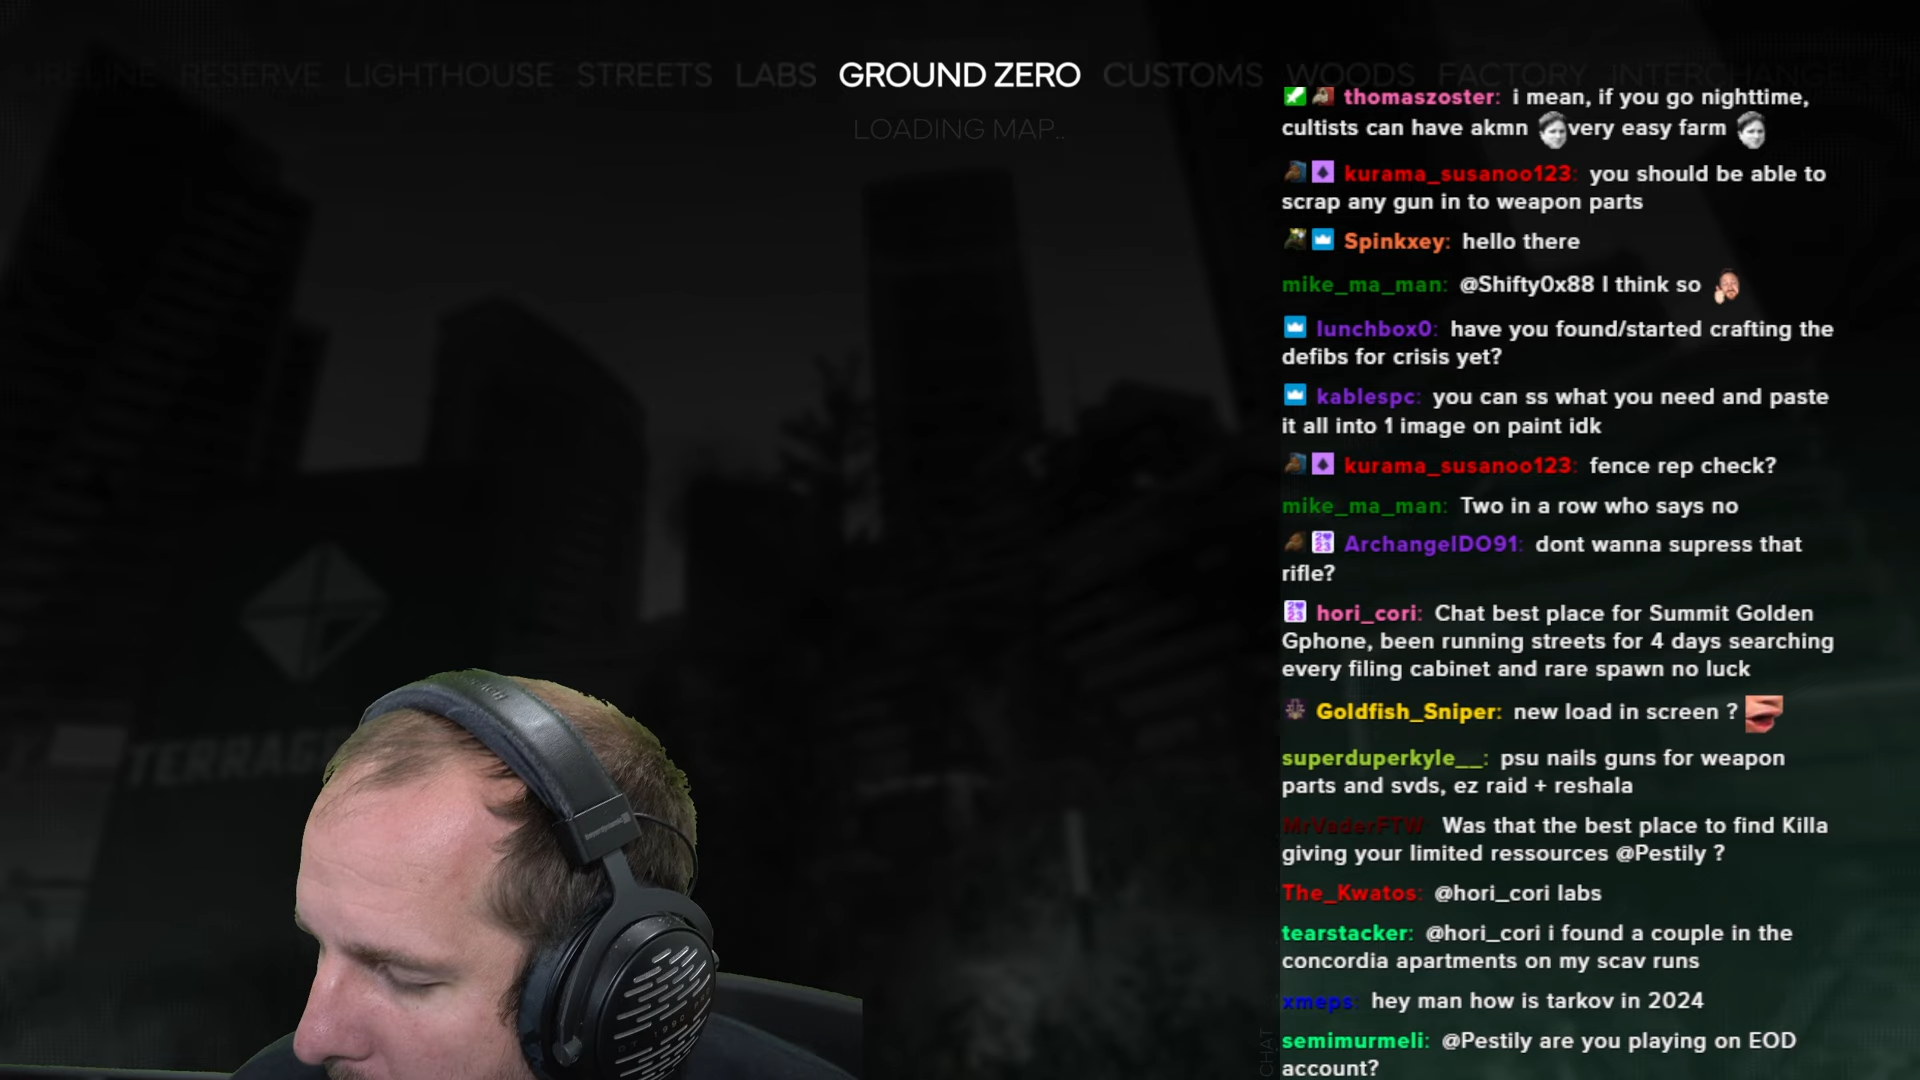 RESERVE LIGHTHOUSE STREETS LABS GROUND ZERO CUSTOMS WOODS FACTORY INTERCHANGE
LOADING MAP..
thomaszoster: i mean, if you go nighttime,
cultists can have akmn very easy farm
kurama_susanoo123: you should be able to
scrap any gun in to weapon parts
Spinkxey: hello there
mike_ma_man: @Shifty0x88 I think so
lunchbox0: have you found/started crafting the
defibs for crisis yet?
kablespc: you can ss what you need and paste
it all into 1 image on paint idk
kurama_susanoo123: fence rep check?
mike_ma_man: Two in a row who says no
ArchangelDO91: dont wanna supress that
rifle?
hori_cori: Chat best place for Summit Golden
Gphone, been running streets for 4 days searching
every filing cabinet and rare spawn no luck
Goldfish_Sniper: new load in screen ?
superduperkyle__: psu nails guns for weapon
parts and svds, ez raid + reshala
MrVaderFTW: Was that the best place to find Killa
giving your limited ressources @Pestily ?
The_Kwatos: @hori_cori labs
tearstacker: @hori_cori i found a couple in the
concordia apartments on my scav runs
xmeps: hey man how is tarkov in 2024
semimurmeli: @Pestily are you playing on EOD
account?
CHAT